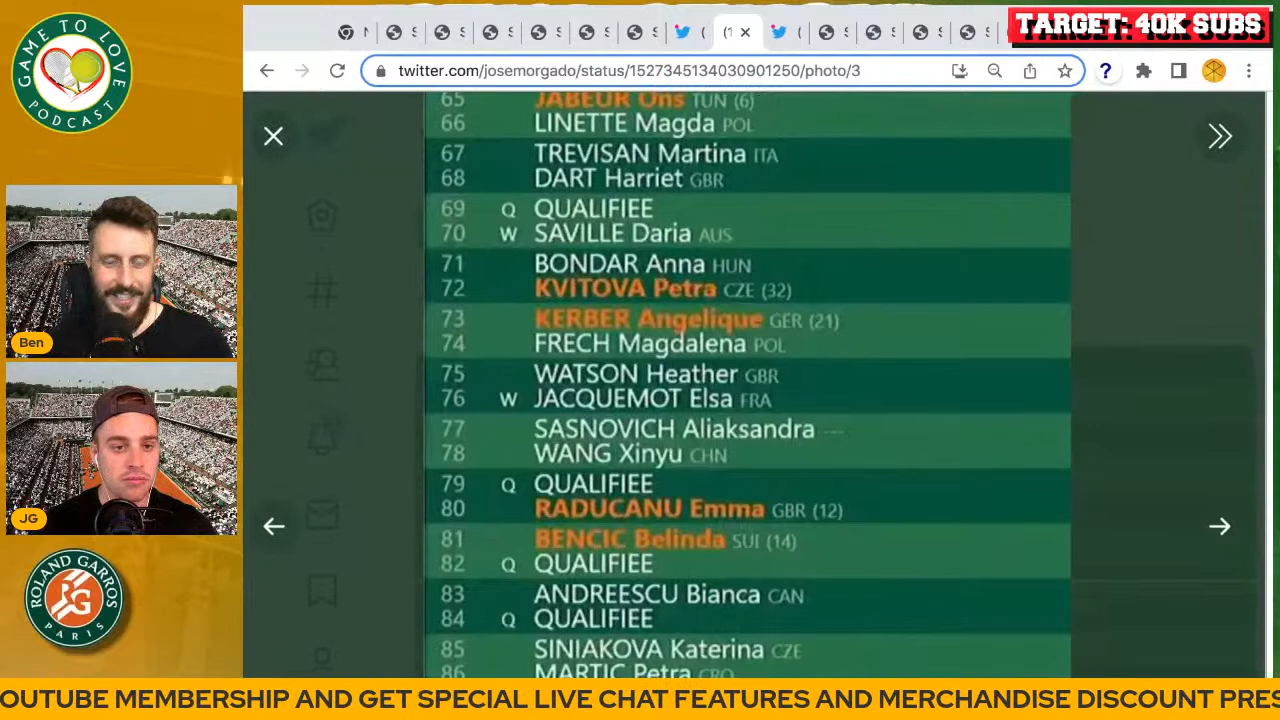 GAME TO LOVE
PODCAST
TARGET: 40K SUBS
twitter.com/josemorgado/status/1527345134030901250/photo/3
65 JABEUR Ons TUN (6)
66 LINETTE Magda POL
67 TREVISAN Martina ITA
68 DART Harriet GBR
69 Q QUALIFIEE
70 W SAVILLE Daria AUS
71 BONDAR Anna HUN
72 KVITOVA Petra CZE (32)
73 KERBER Angelique GER (21)
74 FRECH Magdalena POL
75 WATSON Heather GBR
76 W JACQUEMOT Elsa FRA
77 SASNOVICH Aliaksandra ---
78 WANG Xinyu CHN
79 Q QUALIFIEE
80 RADUCANU Emma GBR (12)
81 BENCIC Belinda SUI (14)
82 Q QUALIFIEE
83 ANDREESCU Bianca CAN
84 Q QUALIFIEE
85 SINIAKOVA Katerina CZE
86 MARTIC Petra CRO
Ben
JG
ROLAND GARROS
RG
PARIS
OUTUBE MEMBERSHIP AND GET SPECIAL LIVE CHAT FEATURES AND MERCHANDISE DISCOUNT PRES